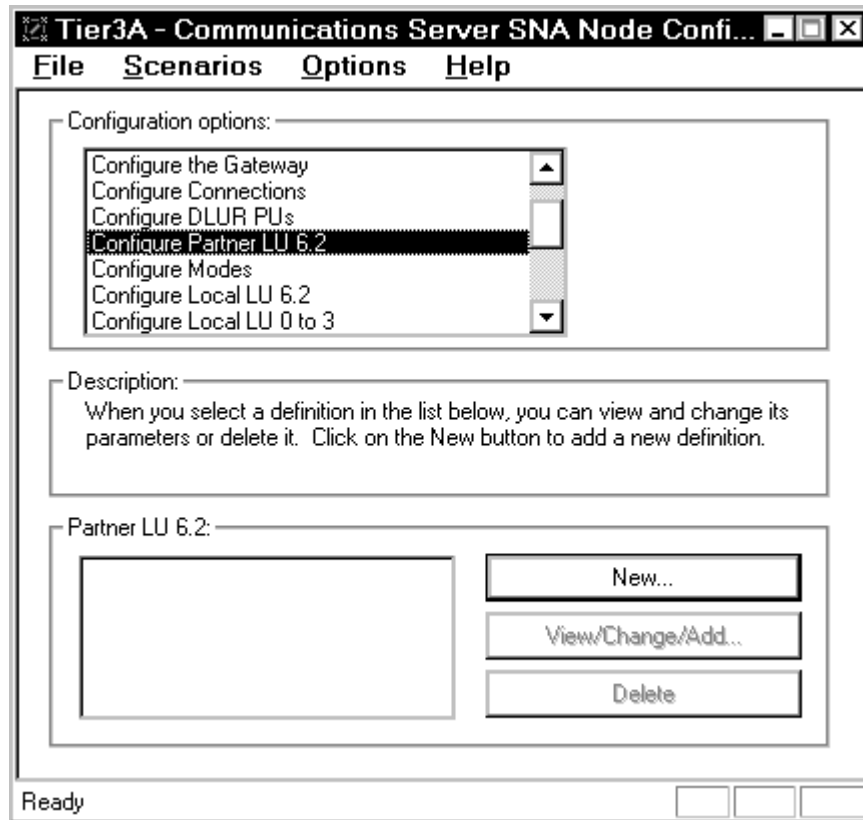 Tier3A - Communications Server SNA Node Confi...
File Scenarios Options Help
Configuration options:
Configure the Gateway
Configure Connections
Configure DLUR PUs
Configure Partner LU 6.2
Configure Modes
Configure Local LU 6.2
Configure Local LU 0 to 3
Description:
When you select a definition in the list below, you can view and change its
parameters or delete it. Click on the New button to add a new definition.
Partner LU 6.2:
New...
View/Change/Add...
Delete
Ready